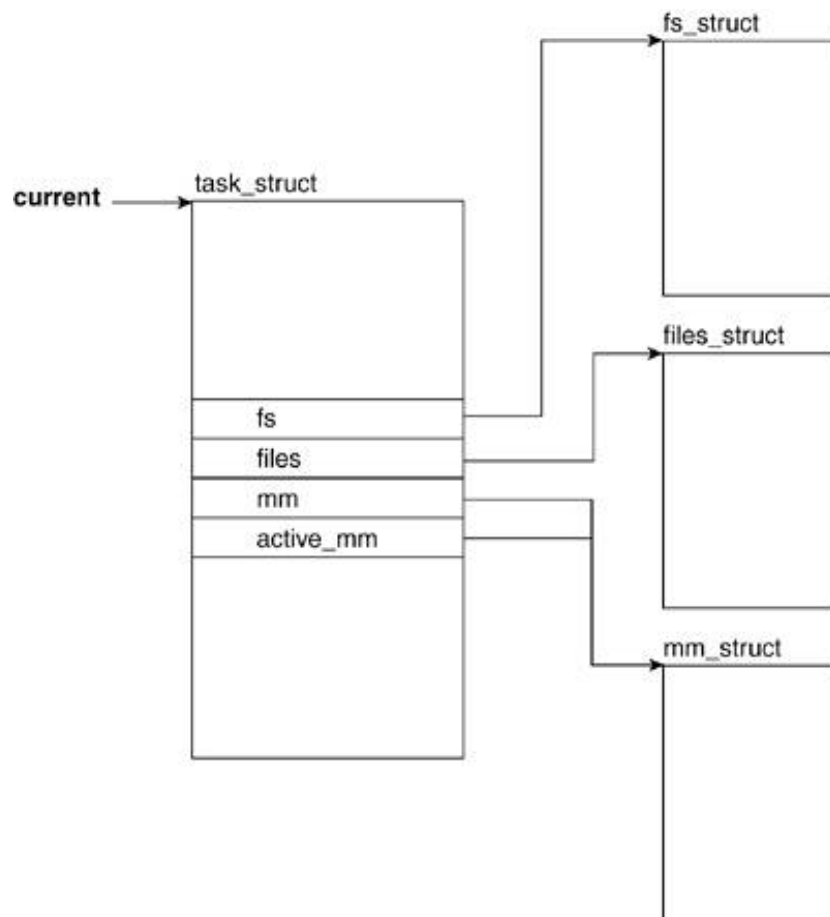 fs_struct
task_struct
current
files_struct
fs
files
mm
active_mm
mm_struct